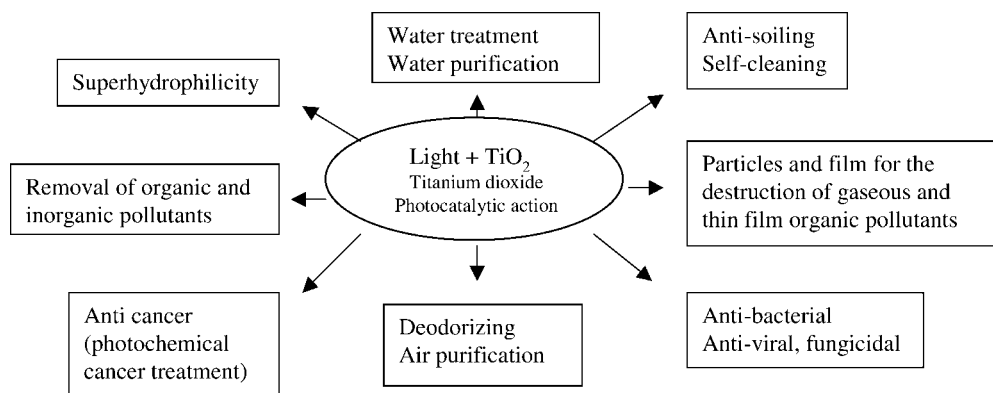 Water treatment
Water purification
Anti-soiling
Self-cleaning
Superhydrophilicity
Light + TiO₂
Titanium dioxide
Photocatalytic action
Removal of organic and
inorganic pollutants
Particles and film for the
destruction of gaseous and
thin film organic pollutants
Anti cancer
(photochemical
cancer treatment)
Deodorizing
Air purification
Anti-bacterial
Anti-viral, fungicidal